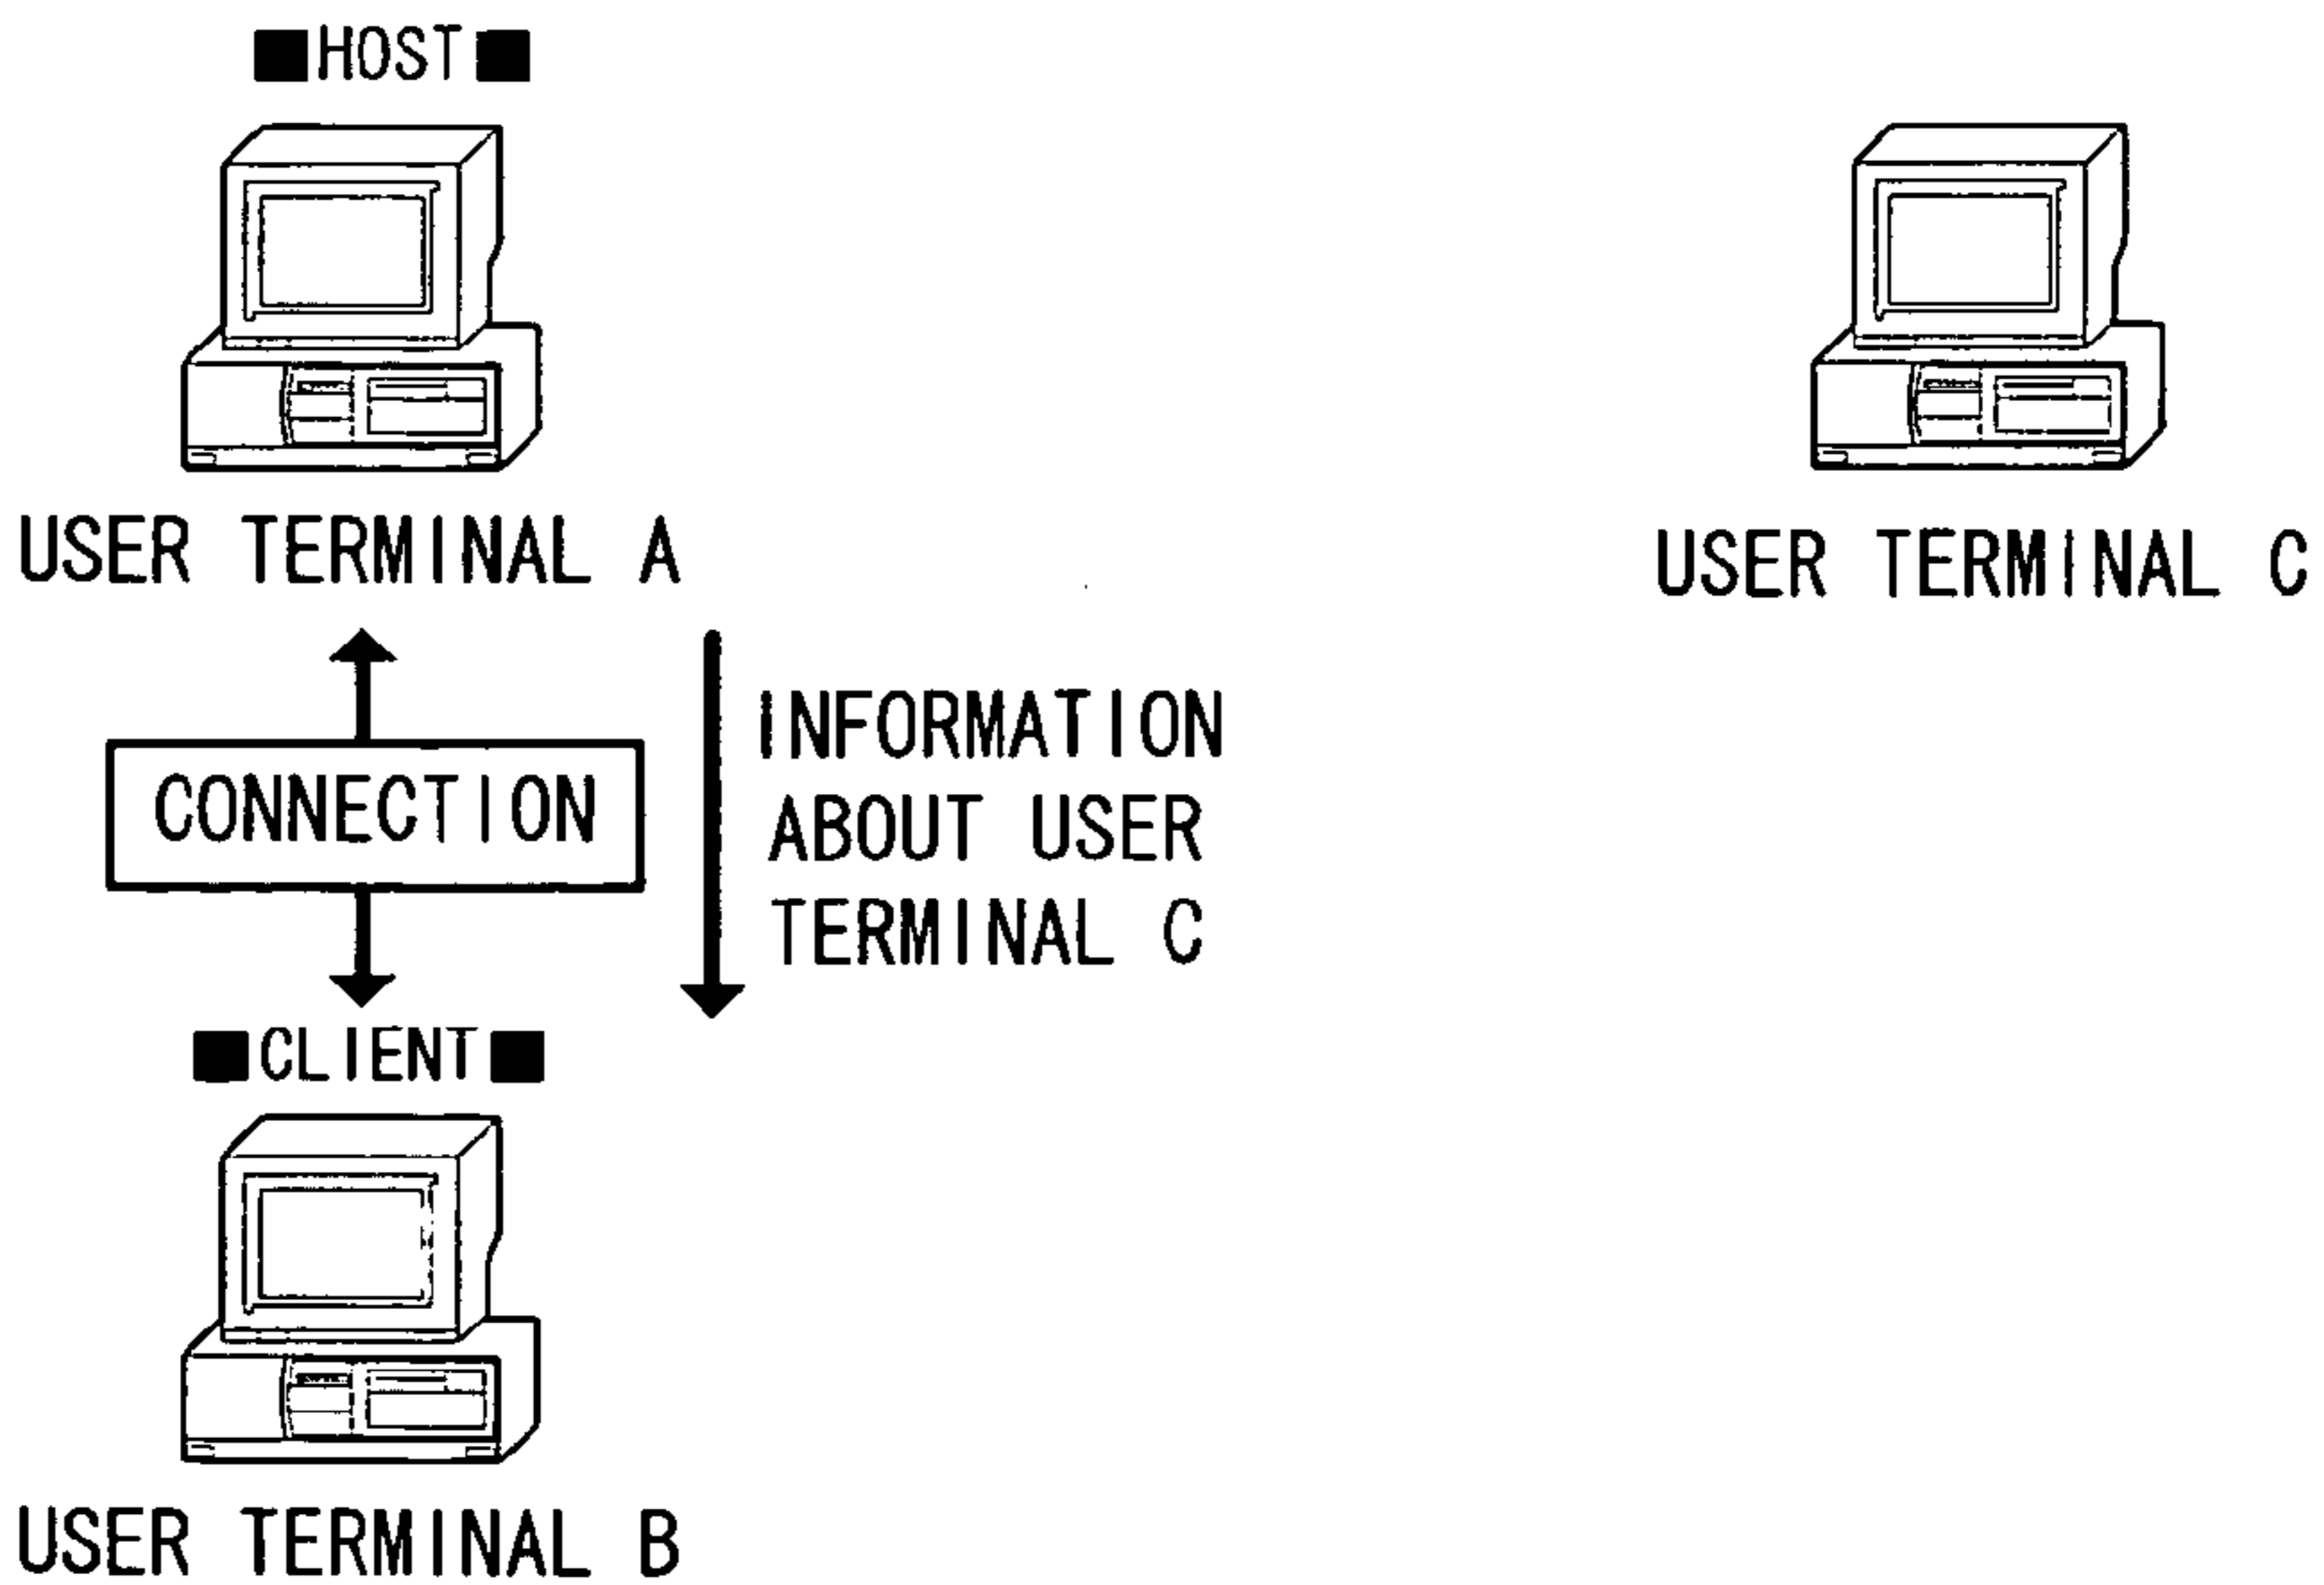 ■HOST■
USER TERMINAL A
USER TERMINAL C
CONNECTION
INFORMATION
ABOUT USER
TERMINAL C
■CLIENT■
USER TERMINAL B